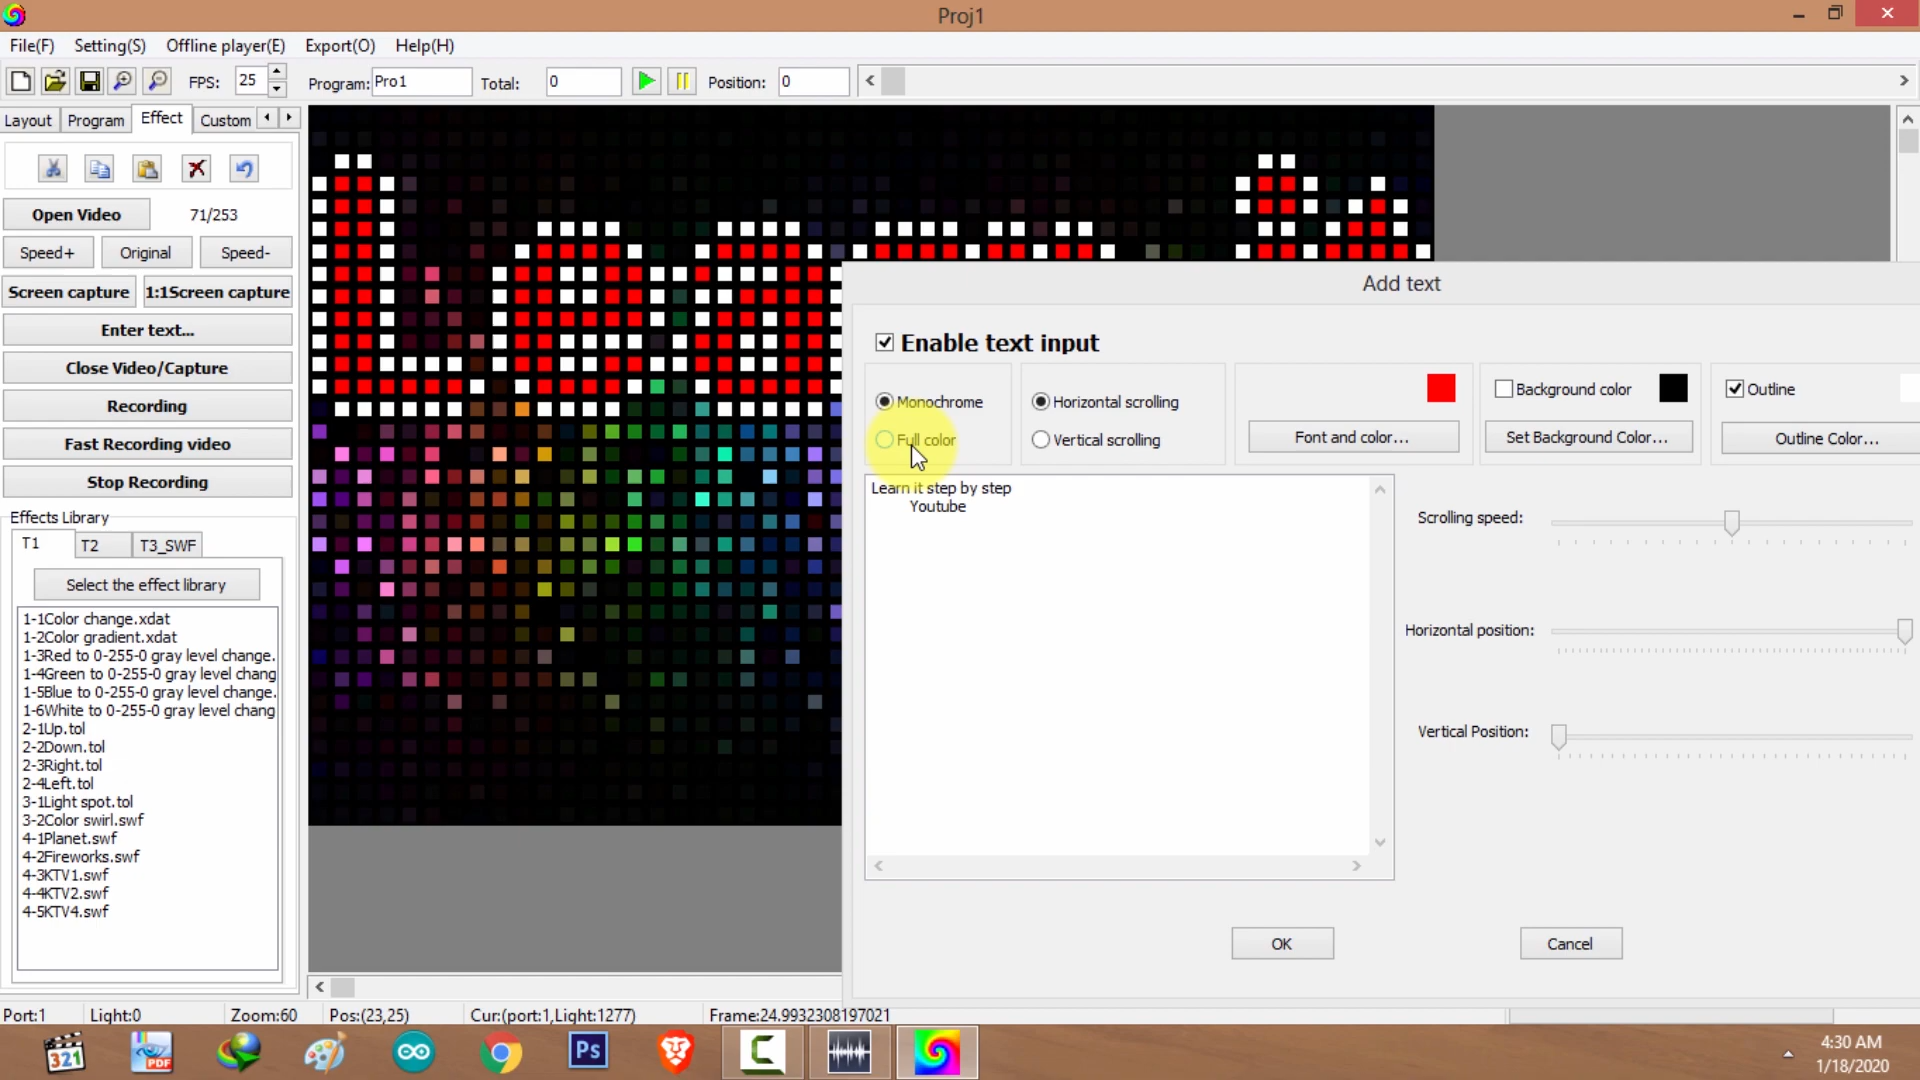 Proj1
File(F) Setting(S) Offline player(E) Export(O) Help(H)
FPS: 25 Program: Pro1 Total: 0 Position: 0
Layout Program Effect Custom
Open Video 71/253
Speed+ Original Speed-
Screen capture 1:1Screen capture
Enter text...
Close Video/Capture
Recording
Fast Recording video
Stop Recording
Effects Library
T1 T2 T3_SWF
Select the effect library
1-1Color change.xdat
1-2Color gradient.xdat
1-3Red to 0-255-0 gray level change.
1-4Green to 0-255-0 gray level chang
1-5Blue to 0-255-0 gray level change.
1-6White to 0-255-0 gray level chang
2-1Up.tol
2-2Down.tol
2-3Right.tol
2-4Left.tol
3-1Light spot.tol
3-2Color swirl.swf
4-1Planet.swf
4-2Fireworks.swf
4-3KTV1.swf
4-4KTV2.swf
4-5KTV4.swf
Add text
Enable text input
Monochrome Horizontal scrolling Background color Outline
Full color Vertical scrolling Font and color... Set Background Color... Outline Color...
Learn it step by step
Youtube
Scrolling speed:
Horizontal position:
Vertical Position:
OK Cancel
Port:1 Light:0 Zoom:60 Pos:(23,25) Cur:(port:1,Light:1277) Frame:24.9932308197021
321 PDF Ps C
4:30 AM
1/18/2020